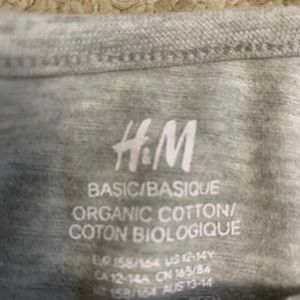 H&M
BASIC/BASIQUE
ORGANIC COTTON/
COTON BIOLOGIQUE
EUR 158/164 US 12-14Y
CA 12-14A CN 165/84
158/164 AUS 13-14